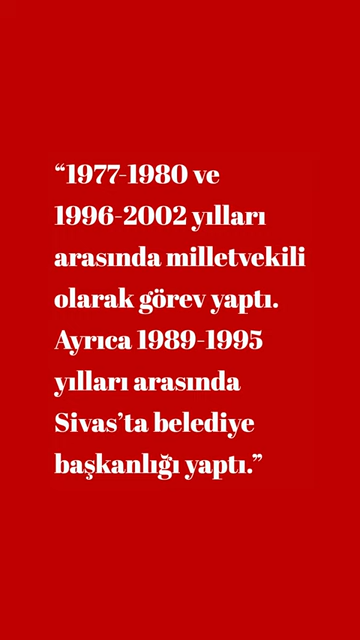 “1977-1980 ve
1996-2002 yılları
arasında milletvekili
olarak görev yaptı.
Ayrıca 1989-1995
yılları arasında
Sivas’ta belediye
başkanlığı yaptı.”